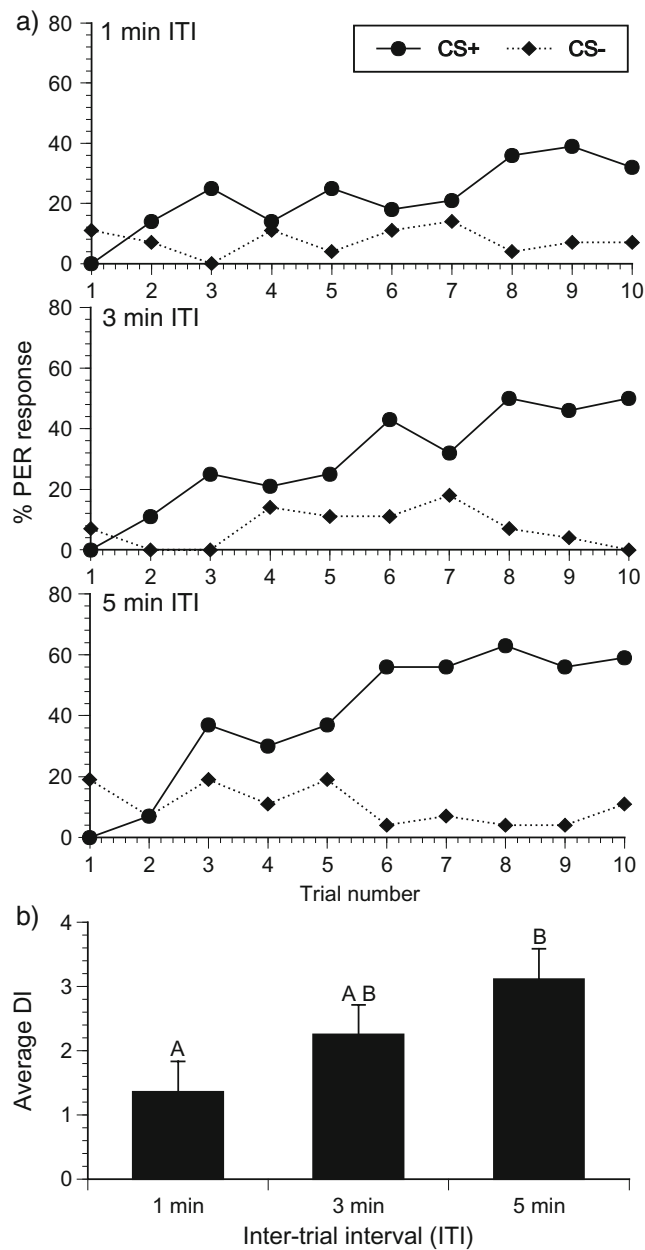 a)
80
1 min ITI
CS+ CS-
60
40
20
0
1 2 3 4 5 6 7 8 9 10
80
3 min ITI
60
40
20
0
1 2 3 4 5 6 7 8 9 10
% PER response
80
5 min ITI
60
40
20
0
1 2 3 4 5 6 7 8 9 10
Trial number
b)
4
3
2
1
0
Average DI
A
A B
B
1 min 3 min 5 min
Inter-trial interval (ITI)